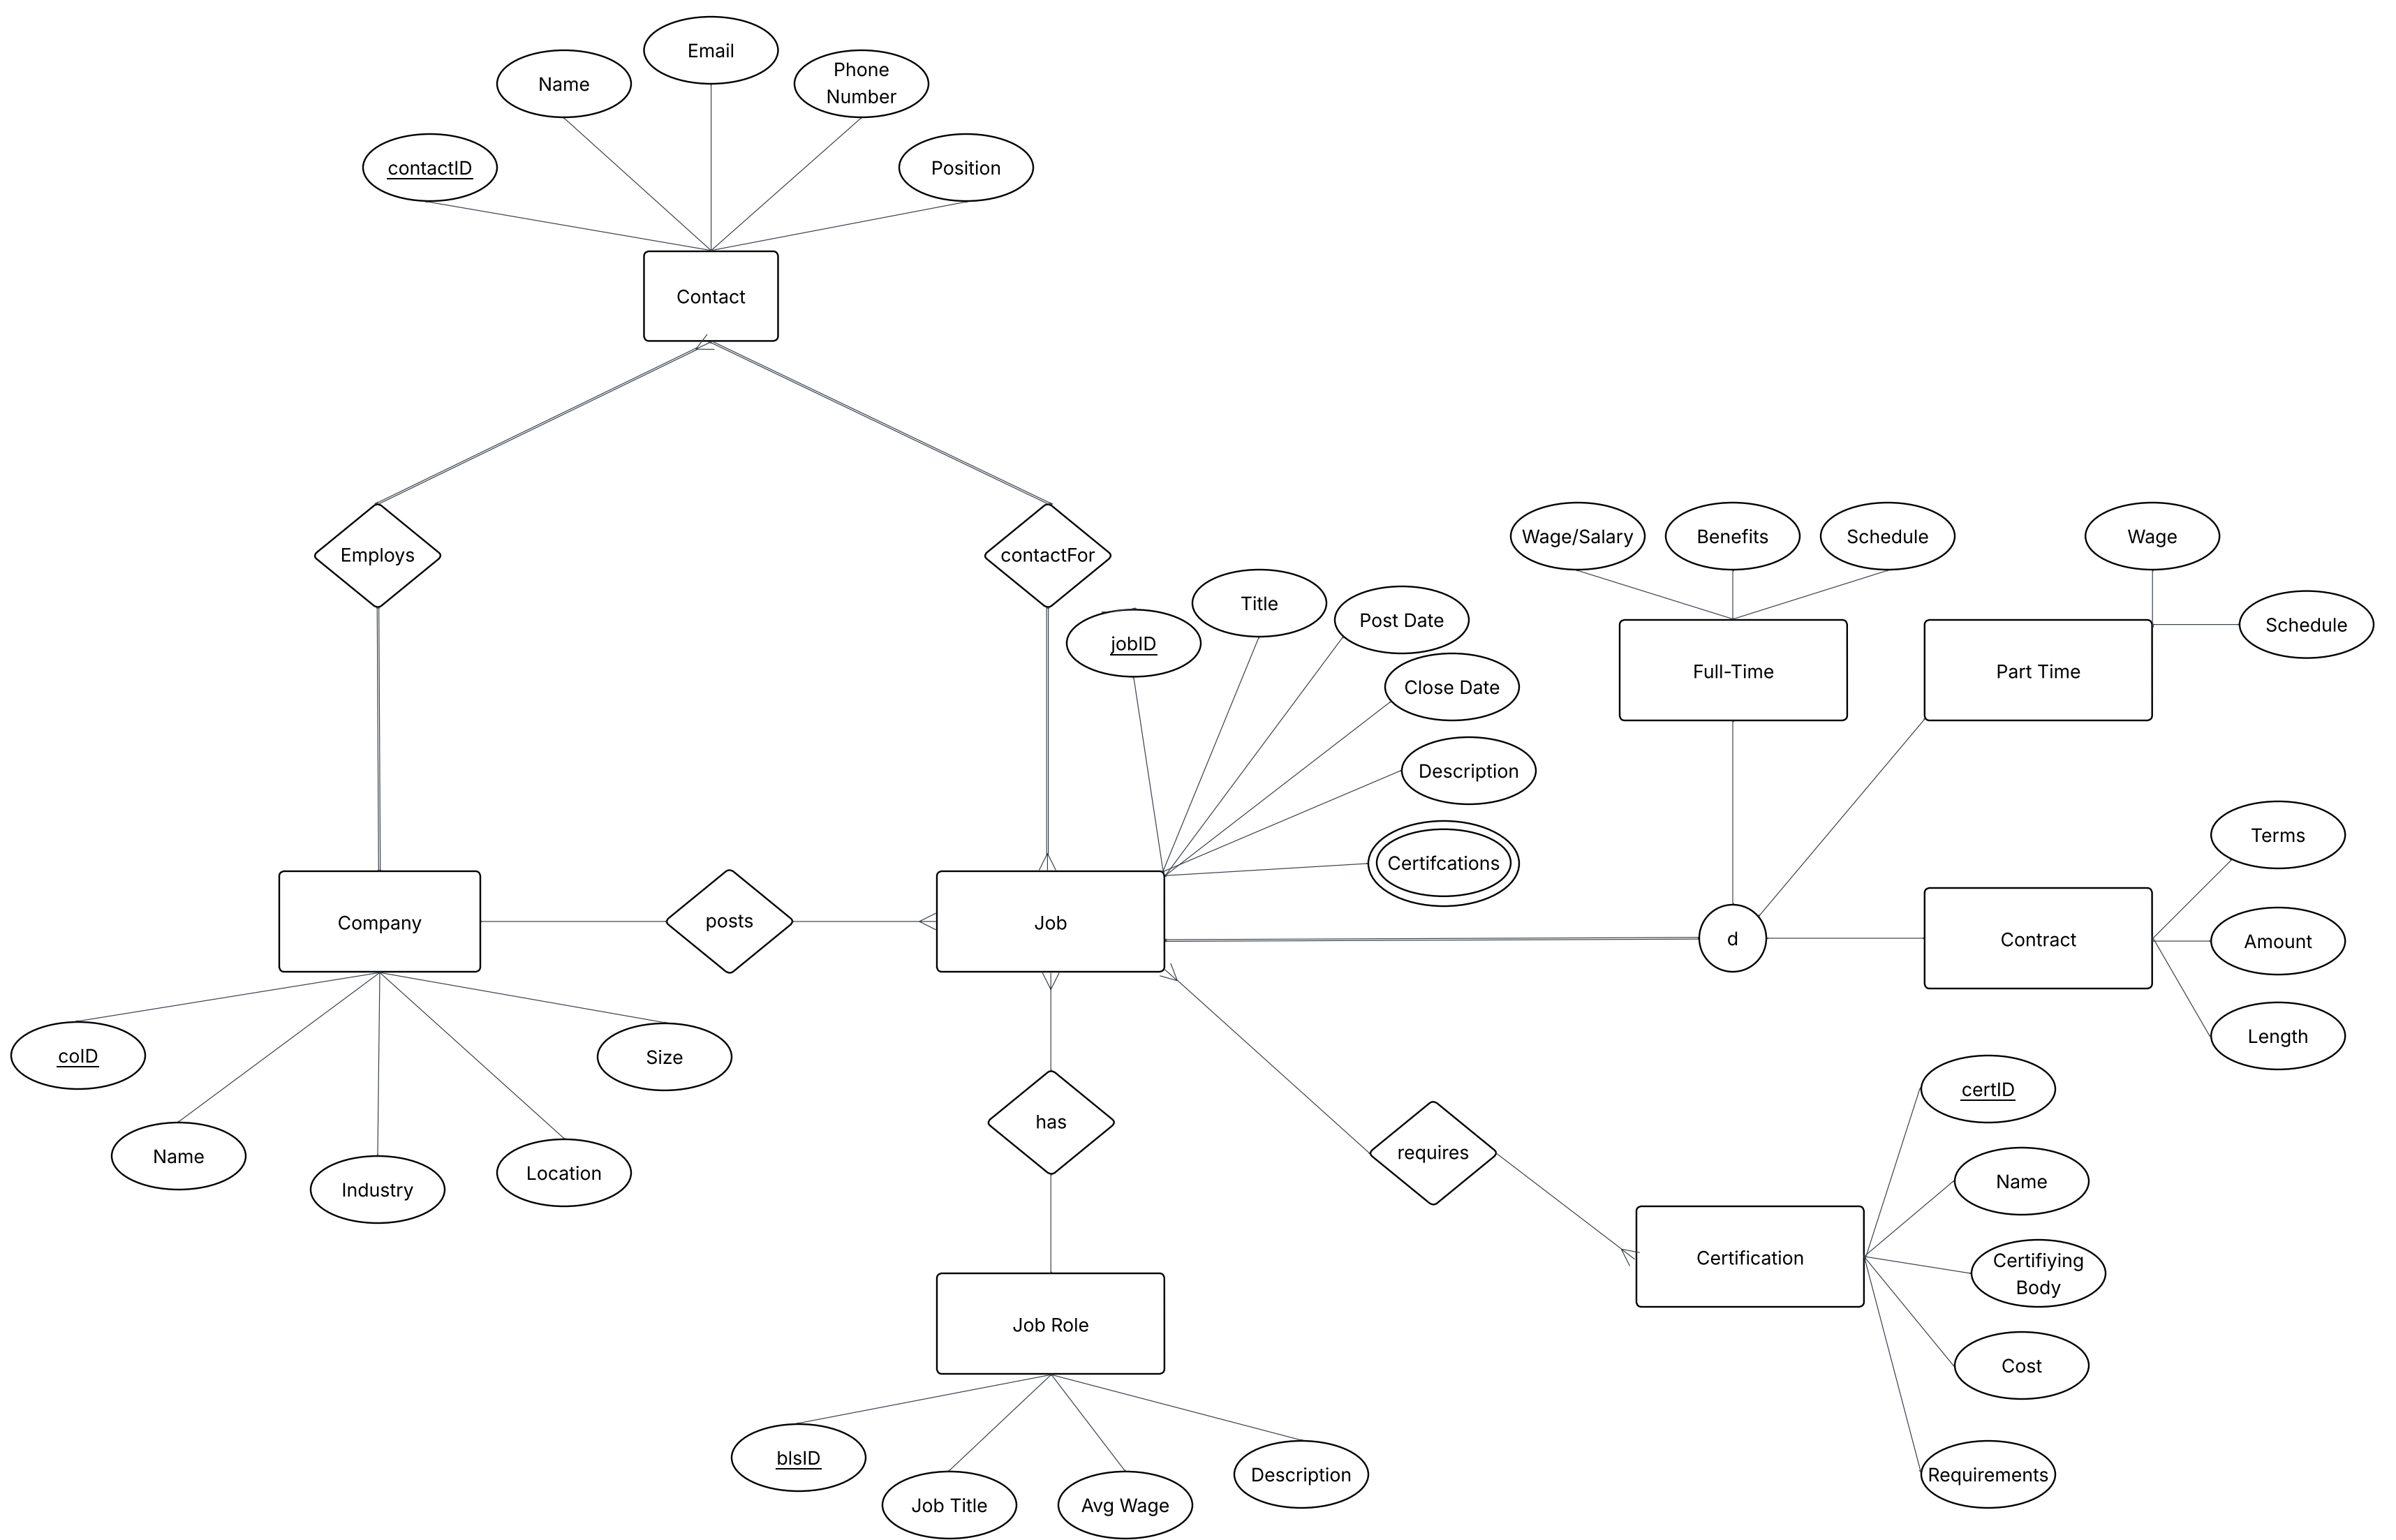 Email
Name
Phone
Number
contactID
Position
Contact
Employs
contactFor
Wage/Salary
Benefits
Schedule
Wage
jobID
Title
Post Date
Schedule
Close Date
Full-Time
Part Time
Description
Certifcations
Terms
Company
posts
Job
d
Contract
Amount
Length
coID
Size
certID
Name
Industry
Location
has
requires
Name
Certification
Certifiying
Body
Job Role
Cost
blsID
Job Title
Avg Wage
Description
Requirements